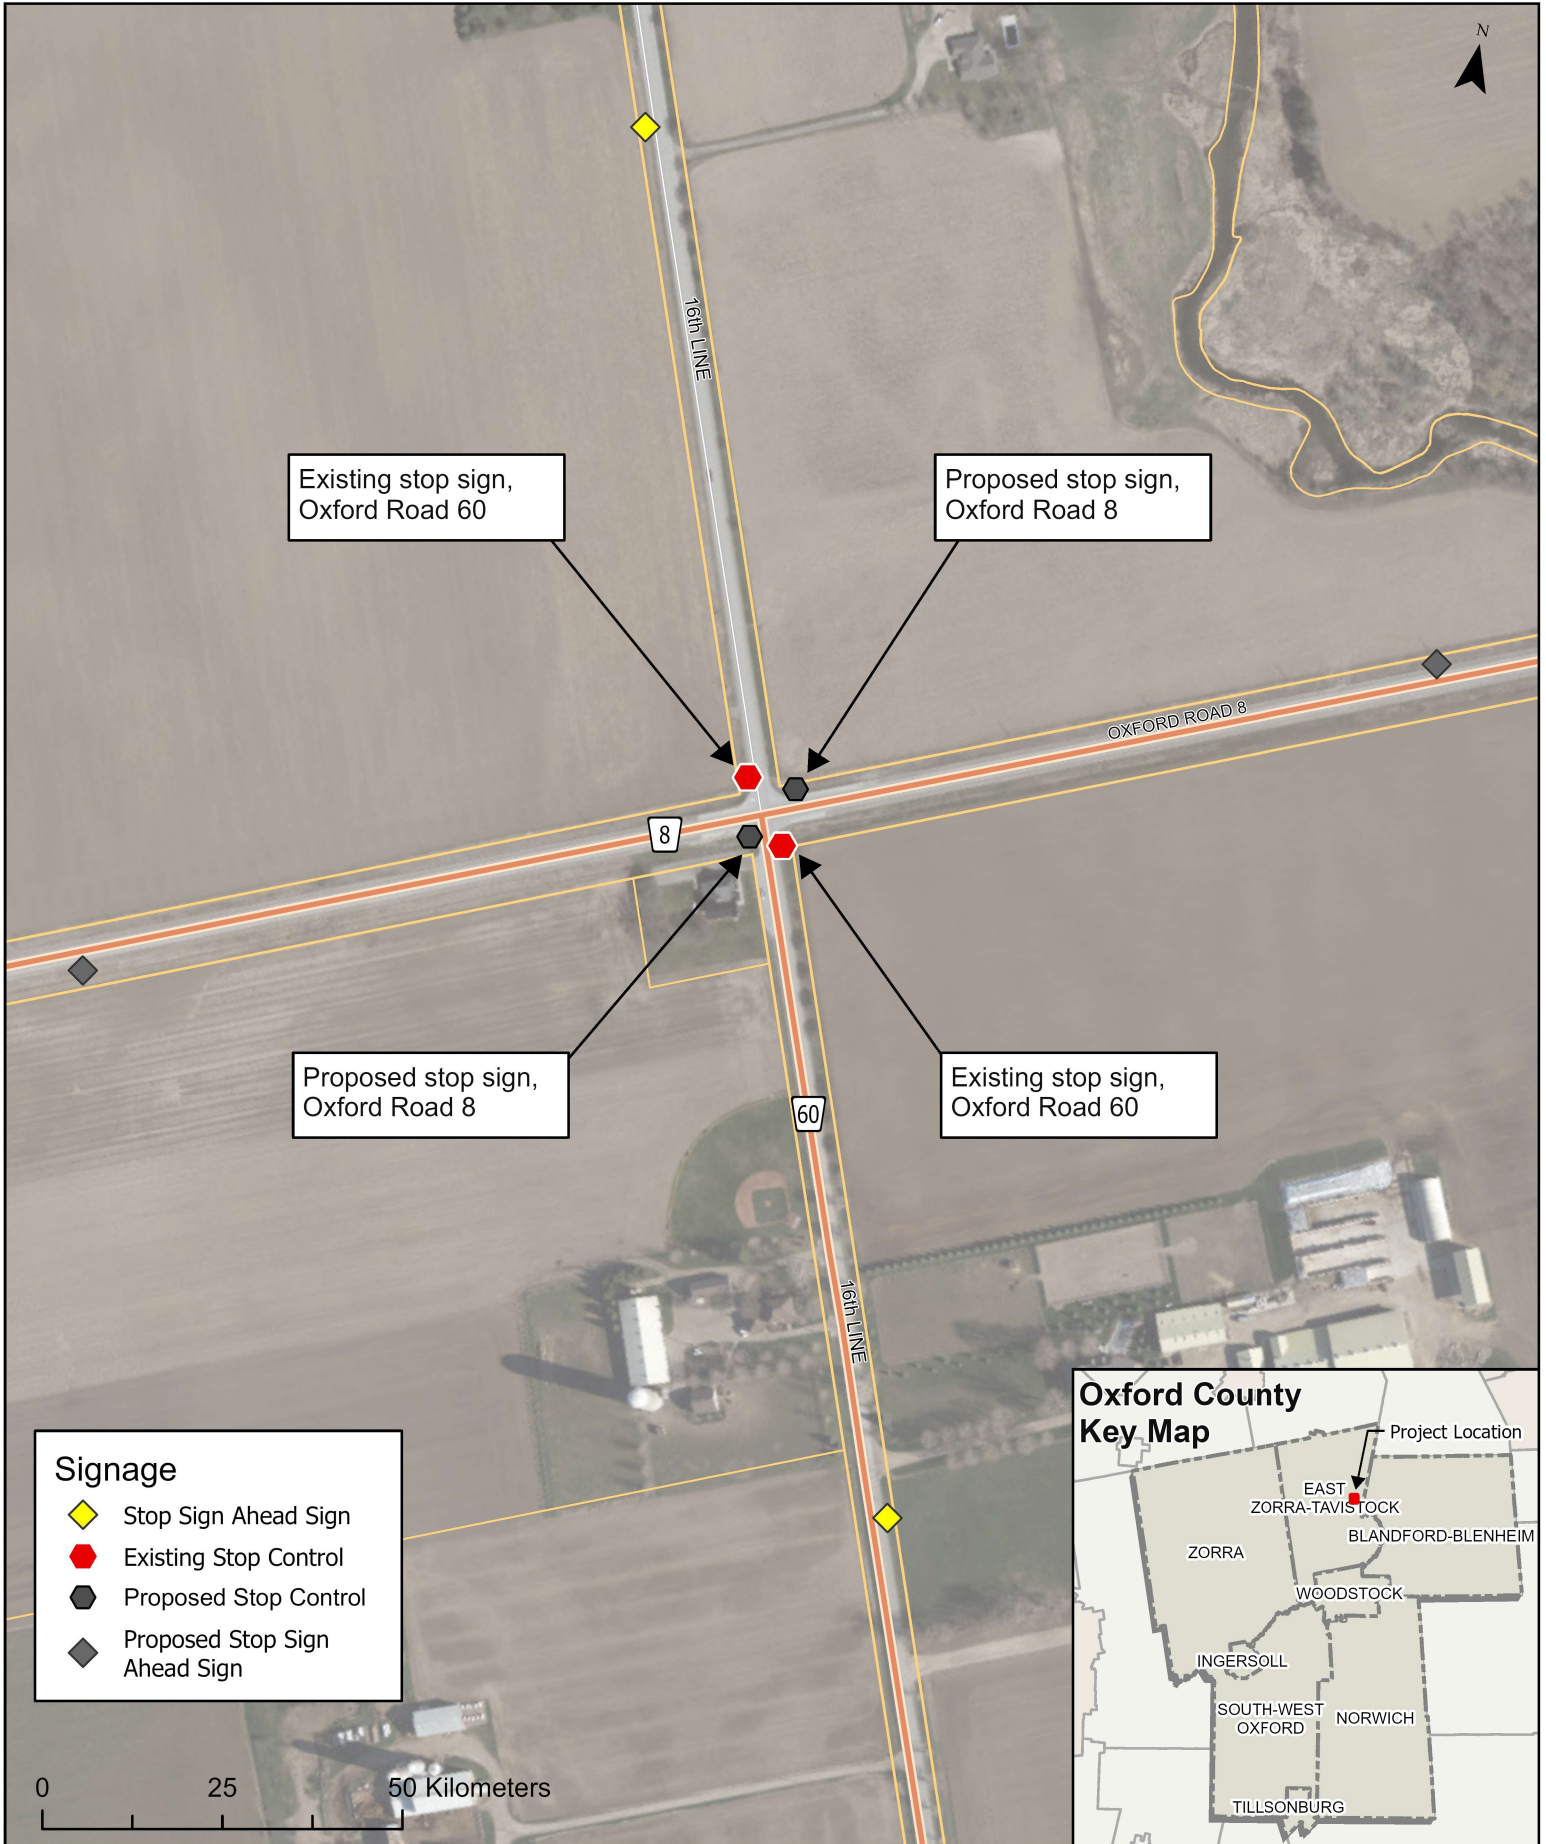 N
16th LINE
Existing stop sign,
Oxford Road 60
Proposed stop sign,
Oxford Road 8
OXFORD ROAD 8
8
Proposed stop sign,
Oxford Road 8
Existing stop sign,
Oxford Road 60
60
16th LINE
Signage
Stop Sign Ahead Sign
Existing Stop Control
Proposed Stop Control
Proposed Stop Sign
Ahead Sign
0 25 50 Kilometers
Oxford County
Key Map
Project Location
EAST
ZORRA-TAVISTOCK
BLANDFORD-BLENHEIM
ZORRA
WOODSTOCK
INGERSOLL
SOUTH-WEST
OXFORD
NORWICH
TILLSONBURG